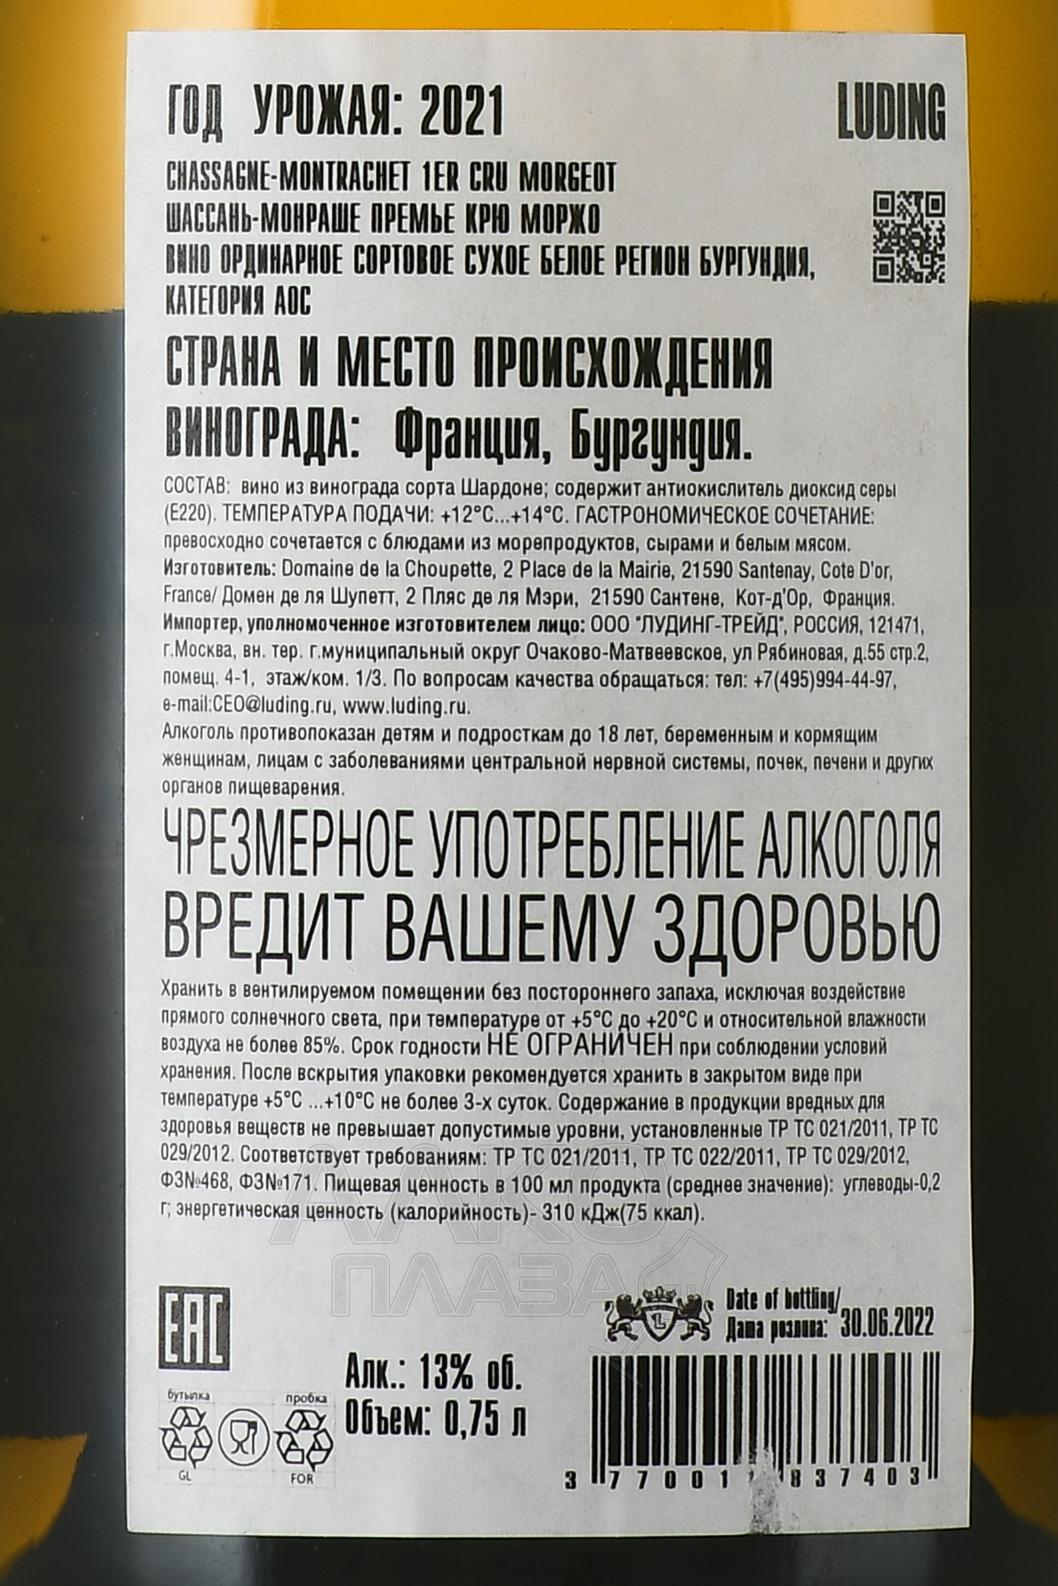 ГОД УРОЖАЯ: 2021
LUDING
CHASSAGNE-MONTRACHET 1ER CRU MORGEOT
ШАССАНЬ-МОНРАШЕ ПРЕМЬЕ КРЮ МОРЖО
ВИНО ОРДИНАРНОЕ СОРТОВОЕ СУХОЕ БЕЛОЕ РЕГИОН БУРГУНДИЯ,
КАТЕГОРИЯ АОС
СТРАНА И МЕСТО ПРОИСХОЖДЕНИЯ
ВИНОГРАДА: Франция, Бургундия.
СОСТАВ: вино из винограда сорта Шардоне; содержит антиокислитель диоксид серы
(Е220). ТЕМПЕРАТУРА ПОДАЧИ: +12°С...+14°С. ГАСТРОНОМИЧЕСКОЕ СОЧЕТАНИЕ:
превосходно сочетается с блюдами из морепродуктов, сырами и белым мясом.
Изготовитель: Domaine de la Choupette, 2 Place de la Mairie, 21590 Santenay, Cote D'or,
France/ Домен де ля Шупетт, 2 Пляс де ля Мэри, 21590 Сантене, Кот-д'Ор, Франция.
Импортер, уполномоченное изготовителем лицо: ООО "ЛУДИНГ-ТРЕЙД", РОССИЯ, 121471,
г.Москва, вн. тер. г.муниципальный округ Очаково-Матвеевское, ул Рябиновая, д.55 стр.2,
помещ. 4-1, этаж/ком. 1/3. По вопросам качества обращаться: тел: +7(495)994-44-97,
e-mail:CEO@luding.ru, www.luding.ru.
Алкоголь противопоказан детям и подросткам до 18 лет, беременным и кормящим
женщинам, лицам с заболеваниями центральной нервной системы, почек, печени и других
органов пищеварения.
ЧРЕЗМЕРНОЕ УПОТРЕБЛЕНИЕ АЛКОГОЛЯ
ВРЕДИТ ВАШЕМУ ЗДОРОВЬЮ
Хранить в вентилируемом помещении без постороннего запаха, исключая воздействие
прямого солнечного света, при температуре от +5°С до +20°С и относительной влажности
воздуха не более 85%. Срок годности НЕ ОГРАНИЧЕН при соблюдении условий
хранения. После вскрытия упаковки рекомендуется хранить в закрытом виде при
температуре +5°С ...+10°С не более 3-х суток. Содержание в продукции вредных для
здоровья веществ не превышает допустимые уровни, установленные ТР ТС 021/2011, ТР ТС
029/2012. Соответствует требованиям: ТР ТС 021/2011, ТР ТС 022/2011, ТР ТС 029/2012,
ФЗ№468, ФЗ№171. Пищевая ценность в 100 мл продукта (среднее значение): углеводы-0,2
г; энергетическая ценность (калорийность)- 310 кДж(75 ккал).
АЛКО
ПЛАЗА
EAC
Date of bottling/
Дата розлива: 30.06.2022
Алк.: 13% об.
Объем: 0,75 л
бутылка
пробка
GL
FOR
3 77001 837403